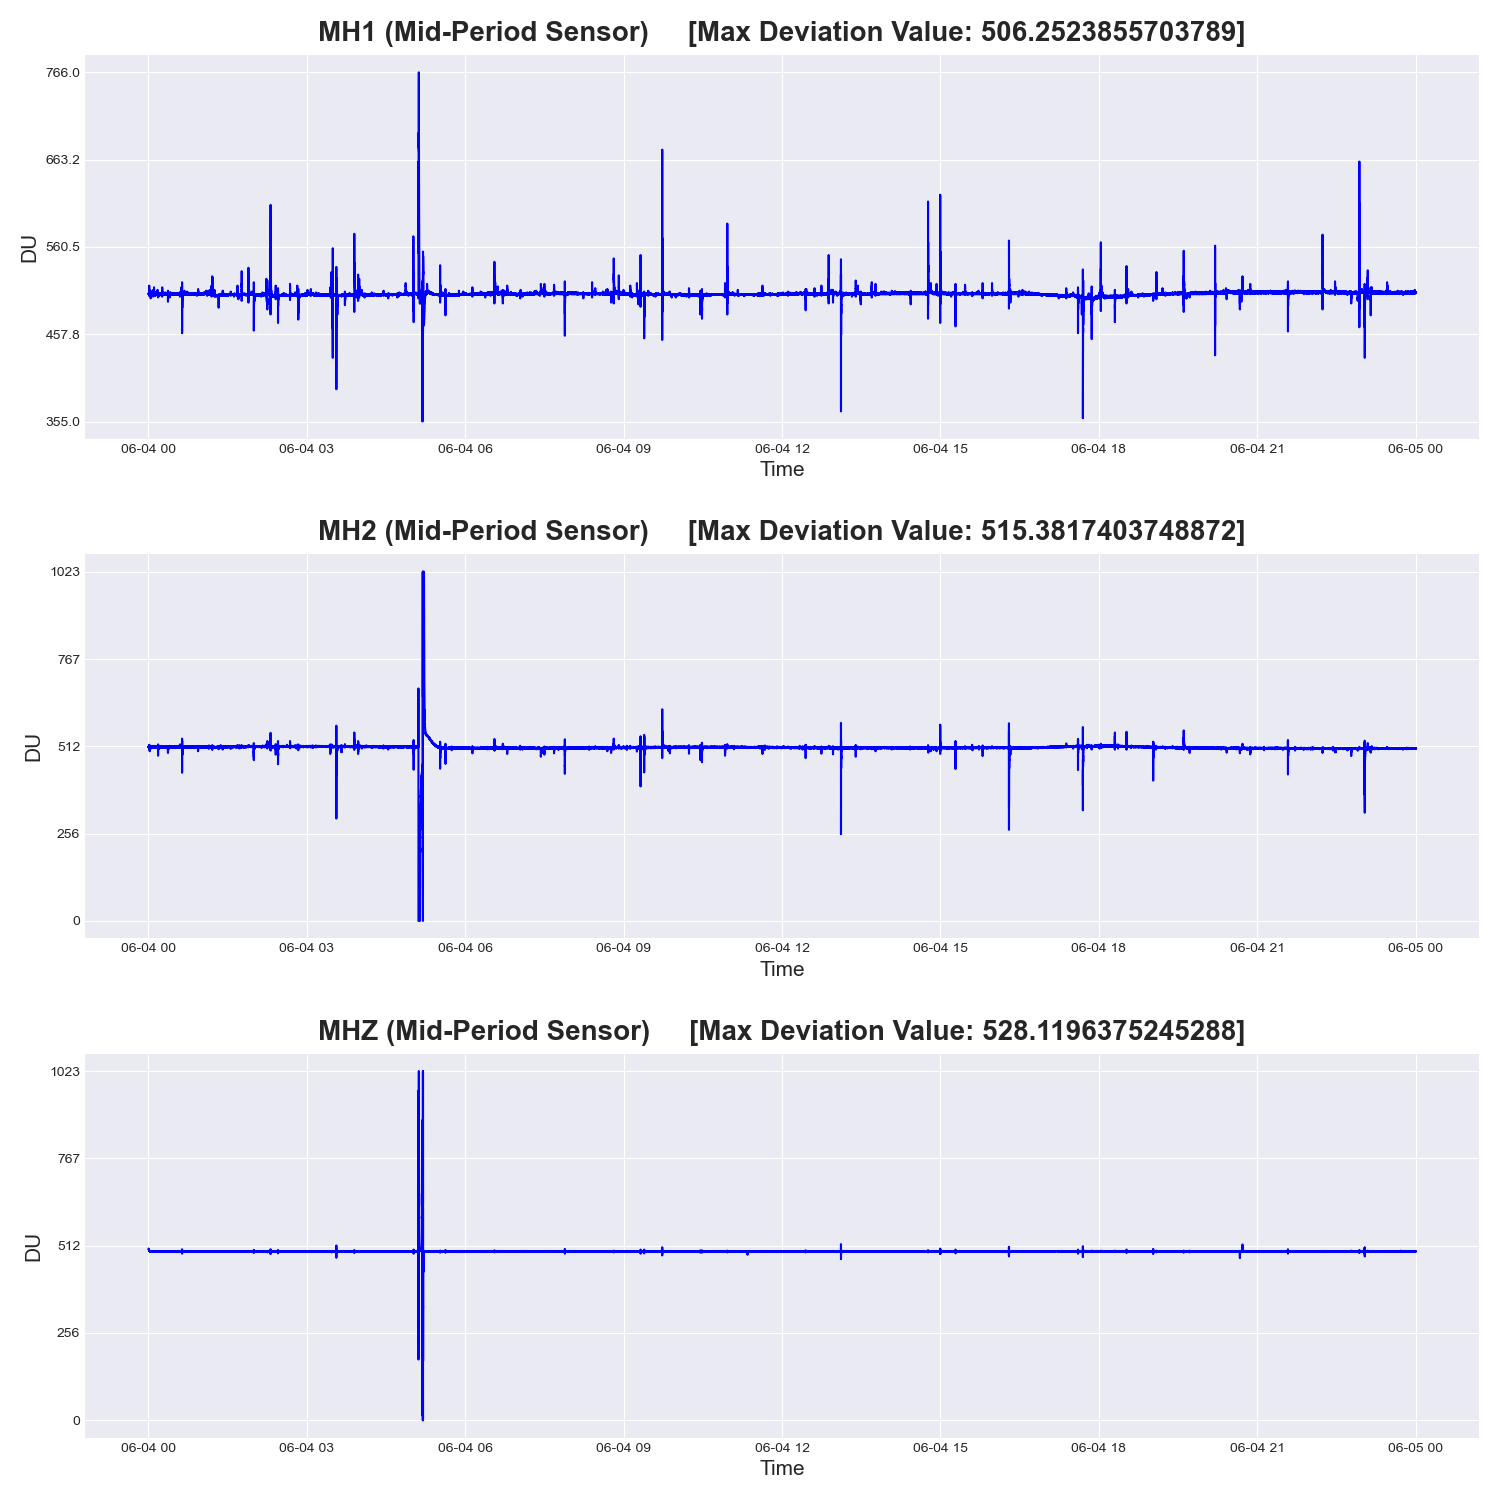 MH1 (Mid-Period Sensor) [Max Deviation Value: 506.2523855703789]
766.0
663.2
560.5
457.8
355.0
DU
06-04 00 06-04 03 06-04 06 06-04 09 06-04 12 06-04 15 06-04 18 06-04 21 06-05 00
Time
MH2 (Mid-Period Sensor) [Max Deviation Value: 515.3817403748872]
1023
767
512
256
0
DU
06-04 00 06-04 03 06-04 06 06-04 09 06-04 12 06-04 15 06-04 18 06-04 21 06-05 00
Time
MHZ (Mid-Period Sensor) [Max Deviation Value: 528.1196375245288]
1023
767
512
256
0
DU
06-04 00 06-04 03 06-04 06 06-04 09 06-04 12 06-04 15 06-04 18 06-04 21 06-05 00
Time